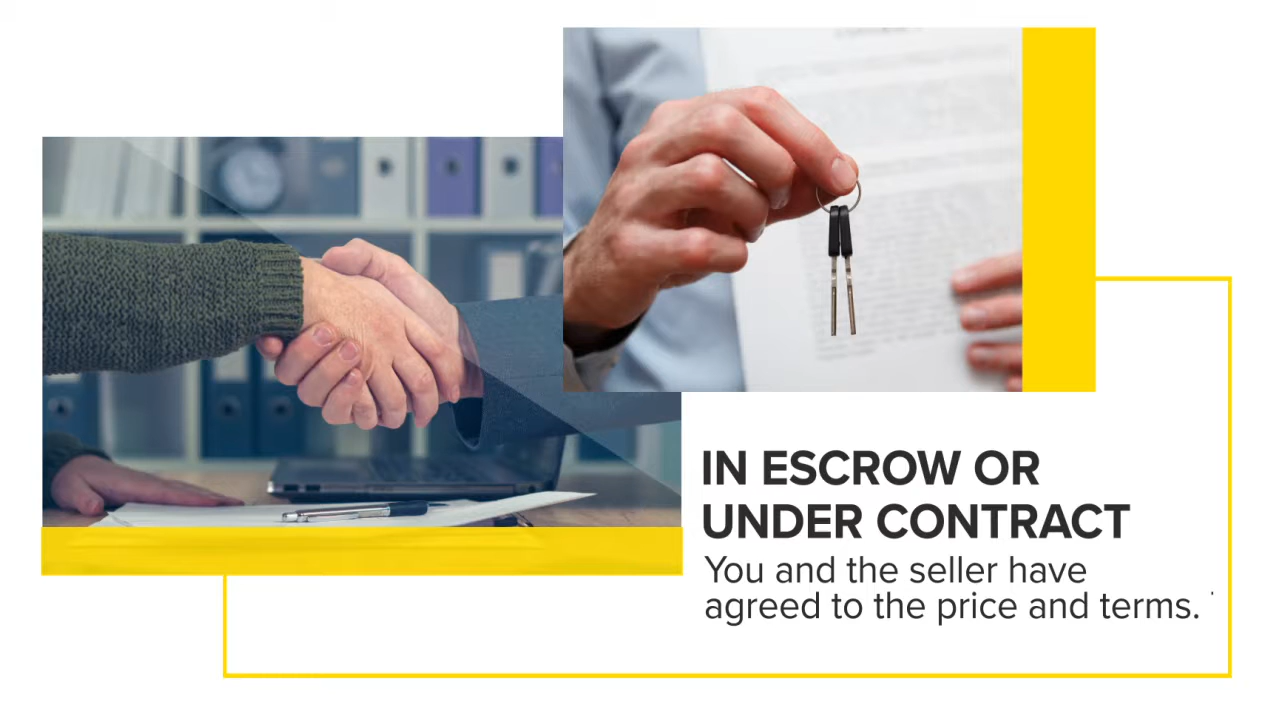 IN ESCROW OR
UNDER CONTRACT
You and the seller have
agreed to the price and terms.